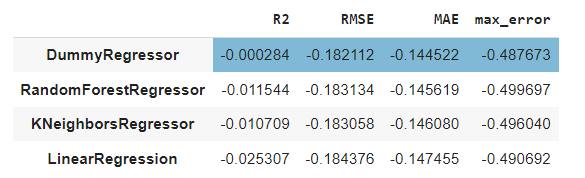 R2 RMSE MAE max_error
DummyRegressor -0.000284 -0.182112 -0.144522 -0.487673
RandomForestRegressor -0.011544 -0.183134 -0.145619 -0.499697
KNeighborsRegressor -0.010709 -0.183058 -0.146080 -0.496040
LinearRegression -0.025307 -0.184376 -0.147455 -0.490692